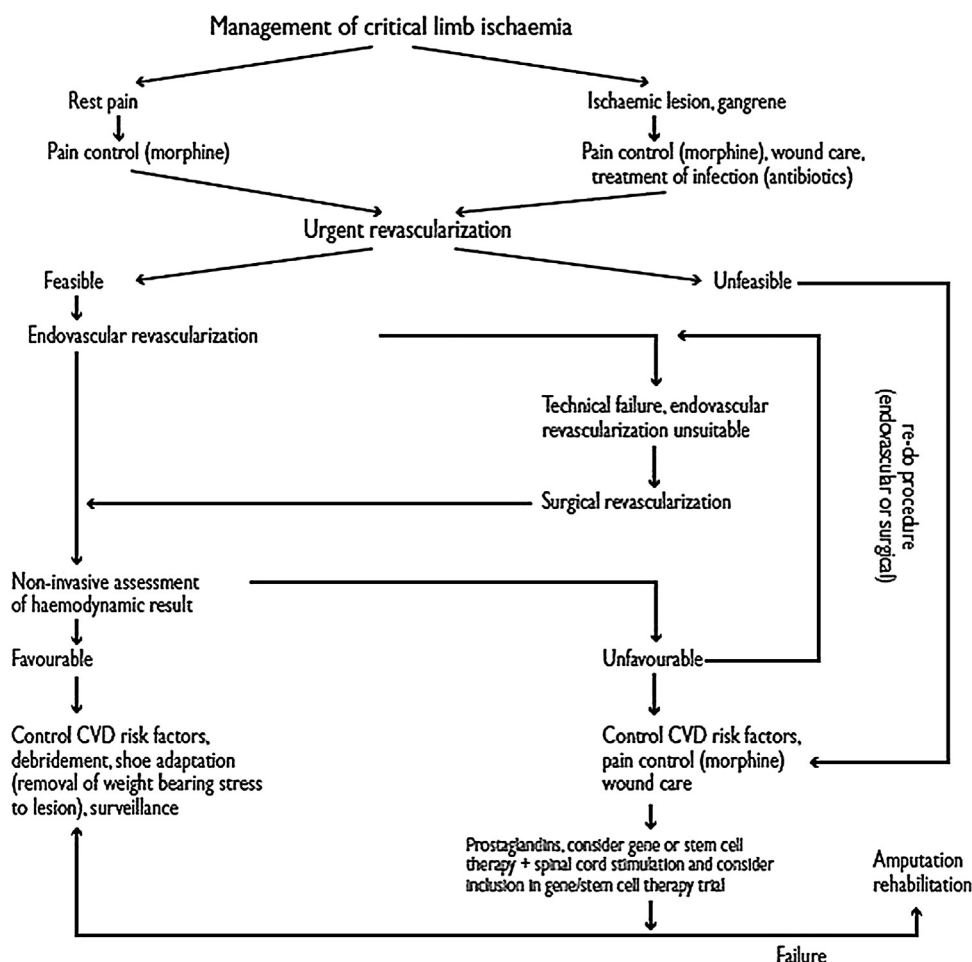 Management of critical limb ischaemia
Rest pain
Ischaemic lesion, gangrene
Pain control (morphine)
Pain control (morphine), wound care,
treatment of infection (antibiotics)
Urgent revascularization
Feasible
Unfeasible
Endovascular revascularization
Technical failure, endovascular
revascularization unsuitable
re-do procedure
(endovascular or surgical)
Surgical revascularization
Non-invasive assessment
of haemodynamic result
Favourable
Unfavourable
Control CVD risk factors,
debridement, shoe adaptation
(removal of weight bearing stress
to lesion), surveillance
Control CVD risk factors,
pain control (morphine)
wound care
Prostaglandins, consider gene or stem cell
therapy + spinal cord stimulation and consider
inclusion in gene/stem cell therapy trial
Amputation
rehabilitation
Failure